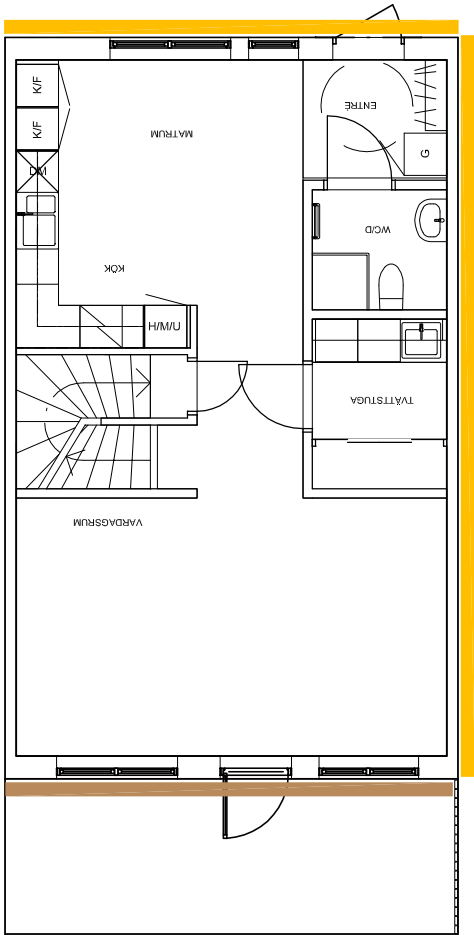 K/F
ENTRÉ
K/F
MATRUM
G
DM
WC/D
KÖK
U/M/H
TVÄTTSTUGA
VARDAGSRUM